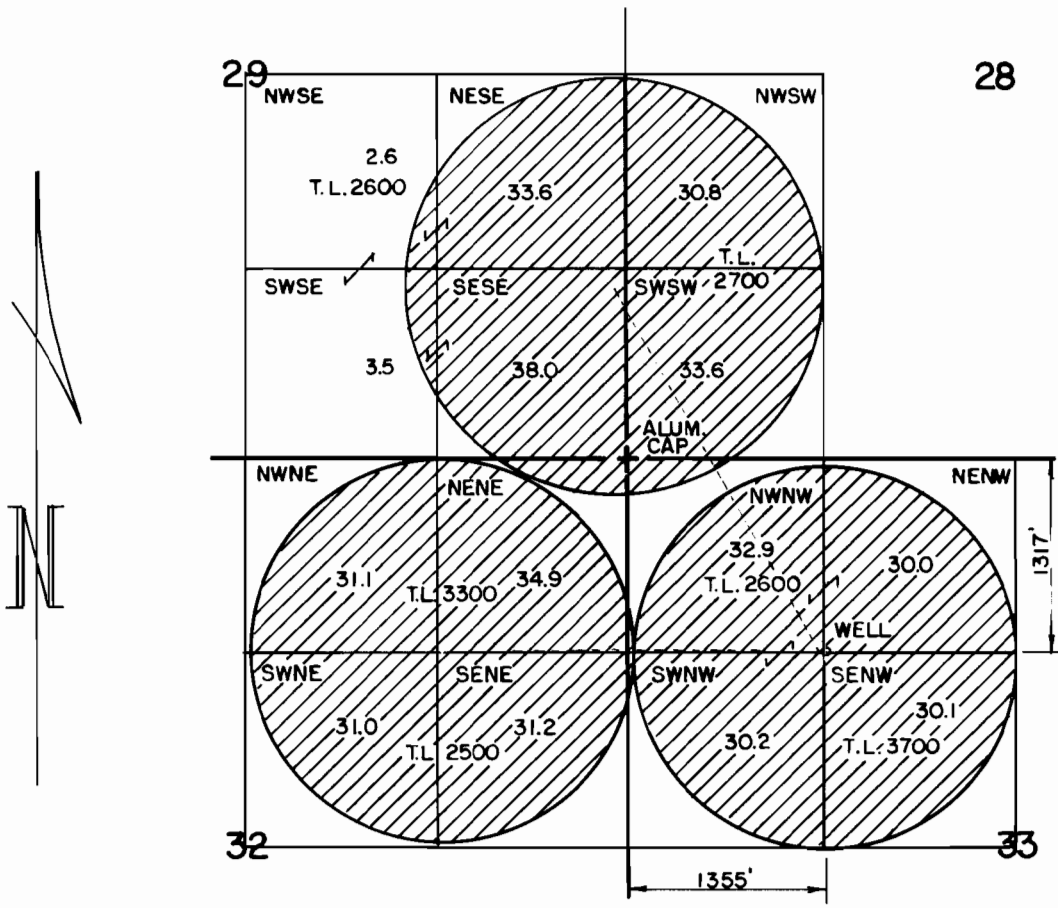 29
28
NWSE
NESE
NWSW
2.6
T.L. 2600
33.6
30.8
T.L.
2700
SWSE
SESE
SWSW
3.5
38.0
33.6
ALUM.
CAP
NWNE
NENE
NWNW
NENW
31.1
34.9
T.L. 3300
32.9
T.L. 2600
30.0
1317'
WELL
SWNE
SENE
SWNW
SENW
31.0
31.2
T.L. 2500
30.2
30.1
T.L. 3700
N
32
33
1355'